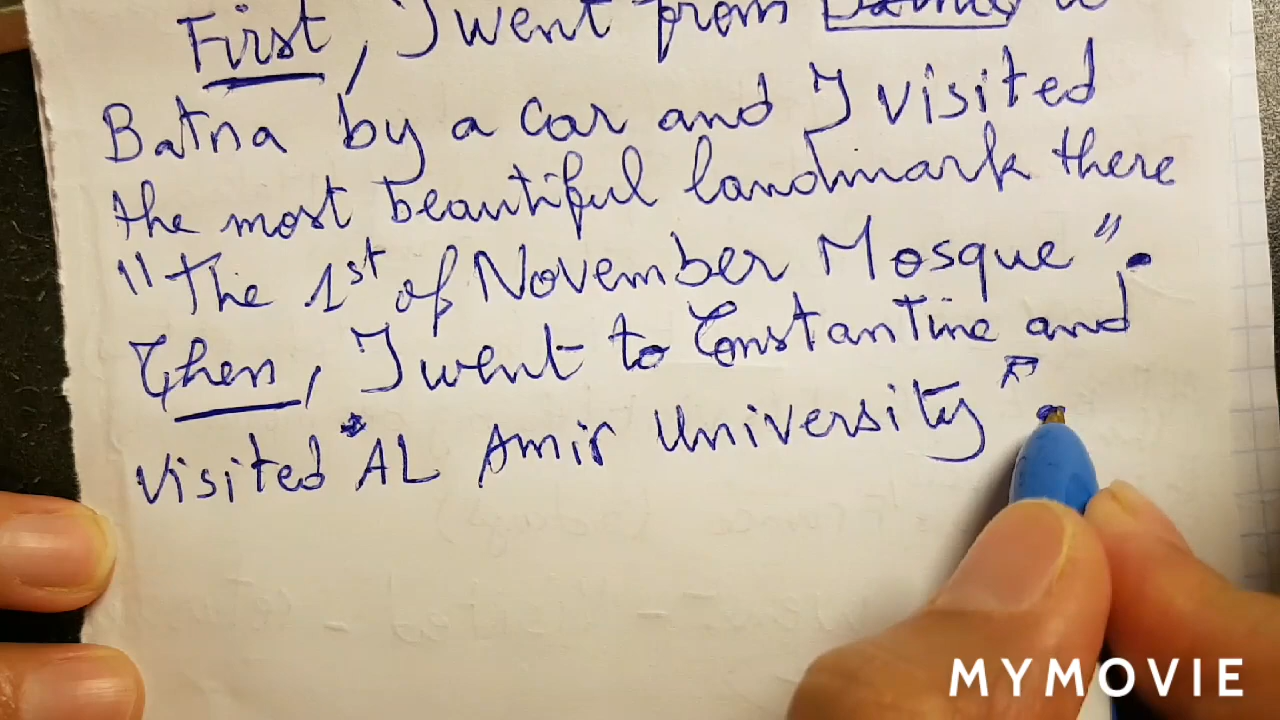 First, I went from to
Batna by a car and I visited
the most beautiful landmark there
"The 1st of November Mosque".
Then, I went to Constantine and
visited "AL Amir University".
MYMOVIE